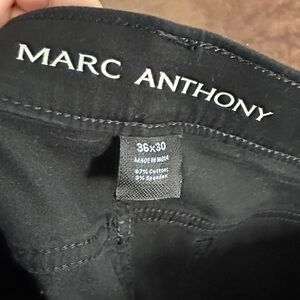 MARC ANTHONY
36x30
MADE IN INDIA
97% Cotton
3% Spandex